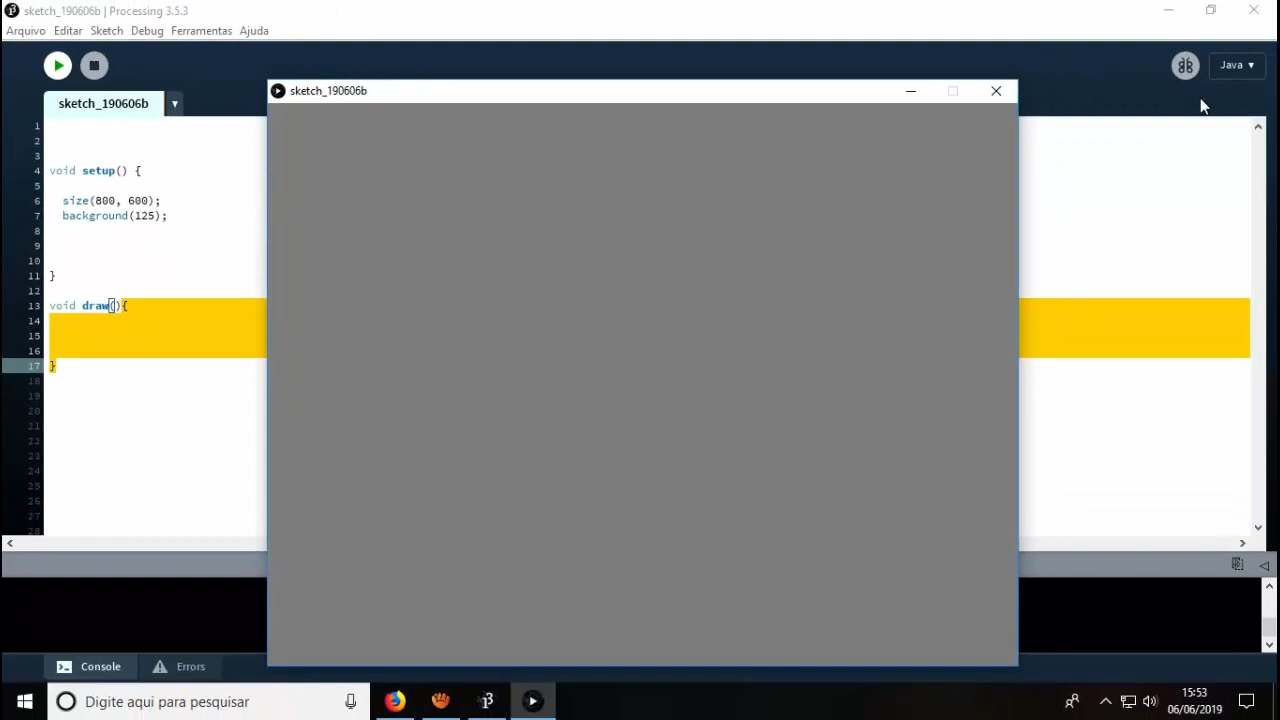 sketch_190606b | Processing 3.5.3
Arquivo Editar Sketch Debug Ferramentas Ajuda
Java ▾
sketch_190606b ▾
sketch_190606b
1
2
3
4 void setup() {
5
6 size(800, 600);
7 background(125);
8
9
10
11 }
12
13 void draw(){
14
15
16
17 }
18
19
20
21
22
23
24
25
26
27
28
Console Errors
Digite aqui para pesquisar
15:53
06/06/2019